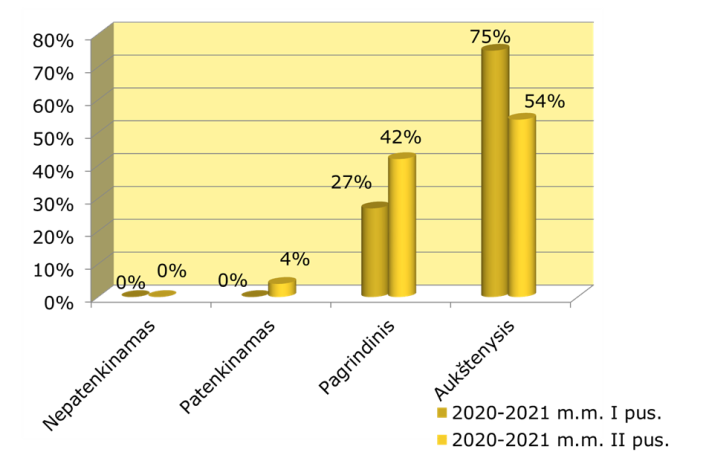 80%
70%
60%
50%
40%
30%
20%
10%
0%
0%
0%
0%
4%
27%
42%
75%
54%
Nepatenkinamas
Patenkinamas
Pagrindinis
Aukštenysis
2020-2021 m.m. I pus.
2020-2021 m.m. II pus.